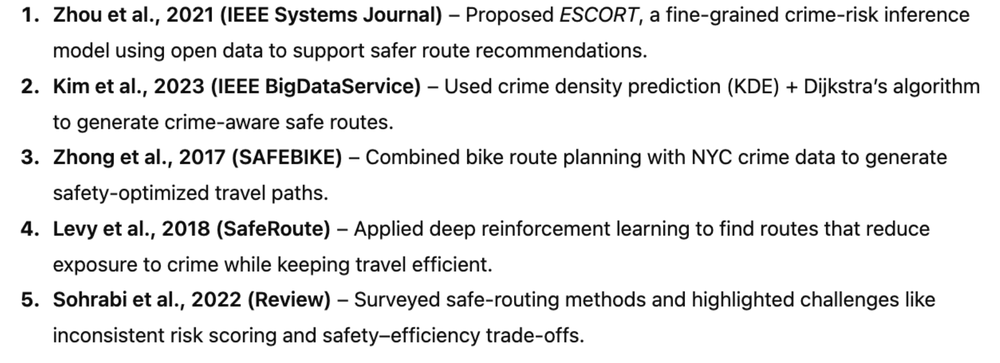 1. Zhou et al., 2021 (IEEE Systems Journal) – Proposed ESCORT, a fine-grained crime-risk inference
model using open data to support safer route recommendations.
2. Kim et al., 2023 (IEEE BigDataService) – Used crime density prediction (KDE) + Dijkstra’s algorithm
to generate crime-aware safe routes.
3. Zhong et al., 2017 (SAFEBIKE) – Combined bike route planning with NYC crime data to generate
safety-optimized travel paths.
4. Levy et al., 2018 (SafeRoute) – Applied deep reinforcement learning to find routes that reduce
exposure to crime while keeping travel efficient.
5. Sohrabi et al., 2022 (Review) – Surveyed safe-routing methods and highlighted challenges like
inconsistent risk scoring and safety–efficiency trade-offs.